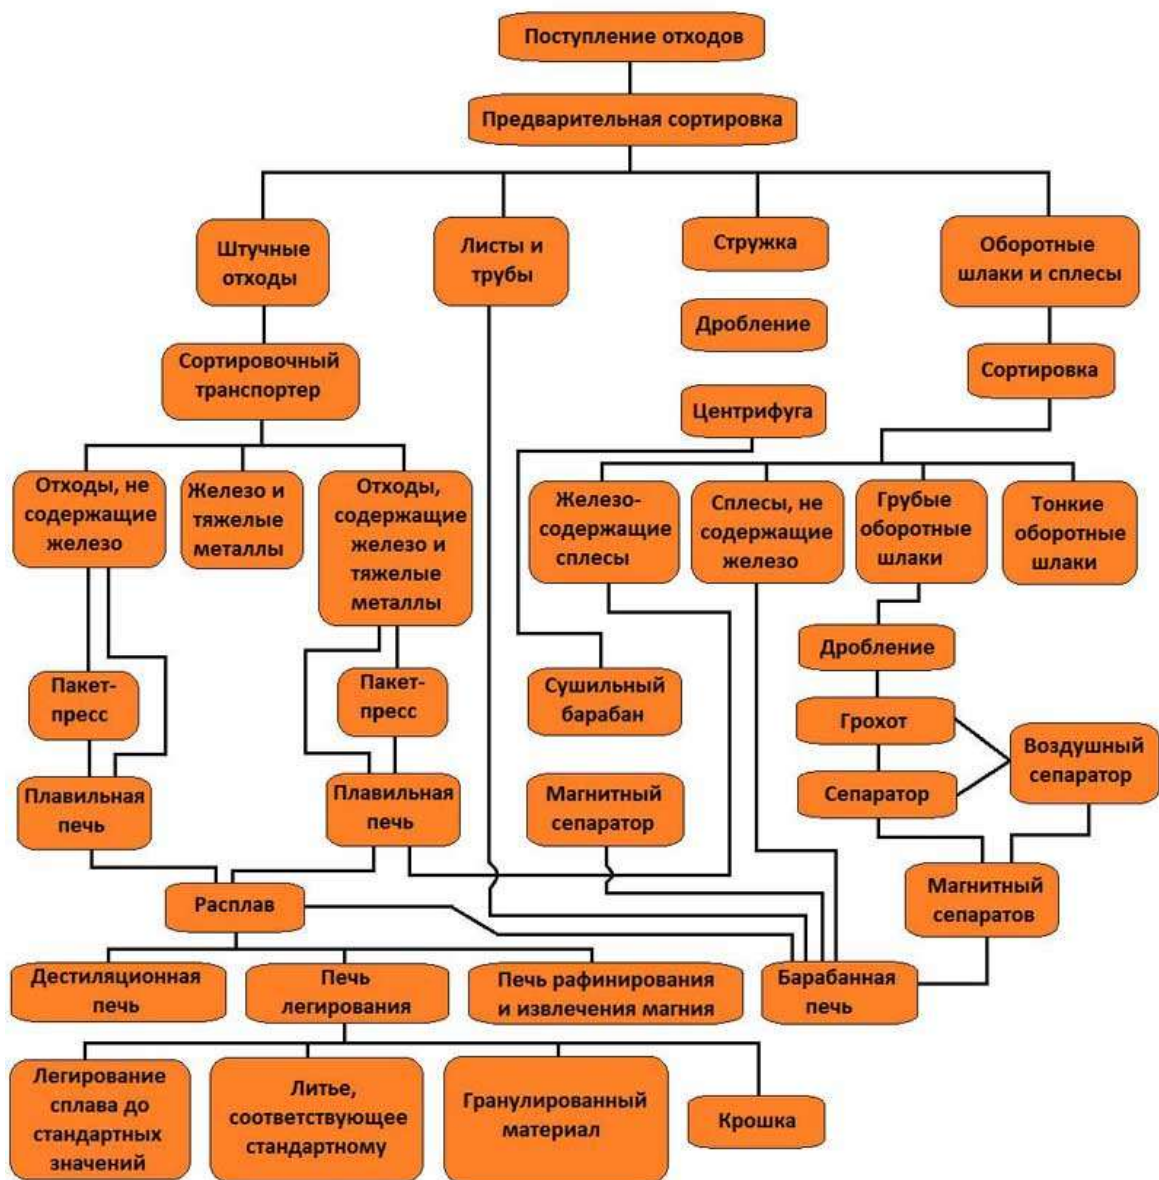 Поступление отходов
Предварительная сортировка
Штучные
отходы
Листы и
трубы
Стружка
Оборотные
шлаки и сплесы
Дробление
Сортировочный
транспортер
Сортировка
Центрифуга
Отходы, не
содержащие
железо
Железо и
тяжелые
металлы
Отходы,
содержащие
железо и
тяжелые
металлы
Железо-
содержащие
сплесы
Сплесы, не
содержащие
железо
Грубые
оборотные
шлаки
Тонкие
оборотные
шлаки
Дробление
Пакет-
пресс
Пакет-
пресс
Сушильный
барабан
Грохот
Воздушный
сепаратор
Плавильная
печь
Плавильная
печь
Магнитный
сепаратор
Сепаратор
Расплав
Магнитный
сепаратов
Дестиляционная
печь
Печь
легирования
Печь рафинирования
и извлечения магния
Барабанная
печь
Легирование
сплава до
стандартных
значений
Литье,
соответствующее
стандартному
Гранулированный
материал
Крошка